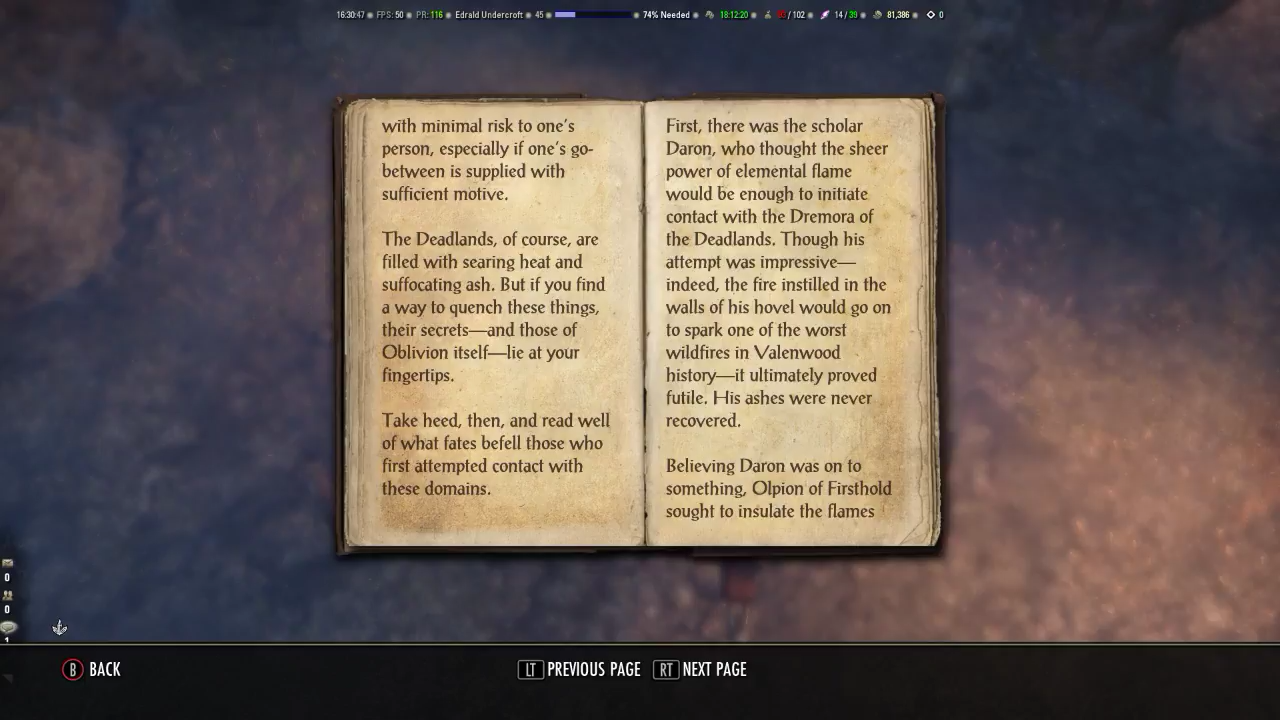 16:30:47 FPS: 50 PR: 116 Edrald Undercroft 45 74% Needed 18:12:20 / 102 14 / 39 81,386 0
with minimal risk to one's
person, especially if one's go-
between is supplied with
sufficient motive.
The Deadlands, of course, are
filled with searing heat and
suffocating ash. But if you find
a way to quench these things,
their secrets—and those of
Oblivion itself—lie at your
fingertips.
Take heed, then, and read well
of what fates befell those who
first attempted contact with
these domains.
First, there was the scholar
Daron, who thought the sheer
power of elemental flame
would be enough to initiate
contact with the Dremora of
the Deadlands. Though his
attempt was impressive—
indeed, the fire instilled in the
walls of his hovel would go on
to spark one of the worst
wildfires in Valenwood
history—it ultimately proved
futile. His ashes were never
recovered.
Believing Daron was on to
something, Olpion of Firsthold
sought to insulate the flames
0
0
1
B BACK
LT PREVIOUS PAGE RT NEXT PAGE